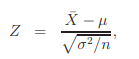 Z = \frac{\bar{X} - \mu}{\sqrt{\sigma^2/n}},